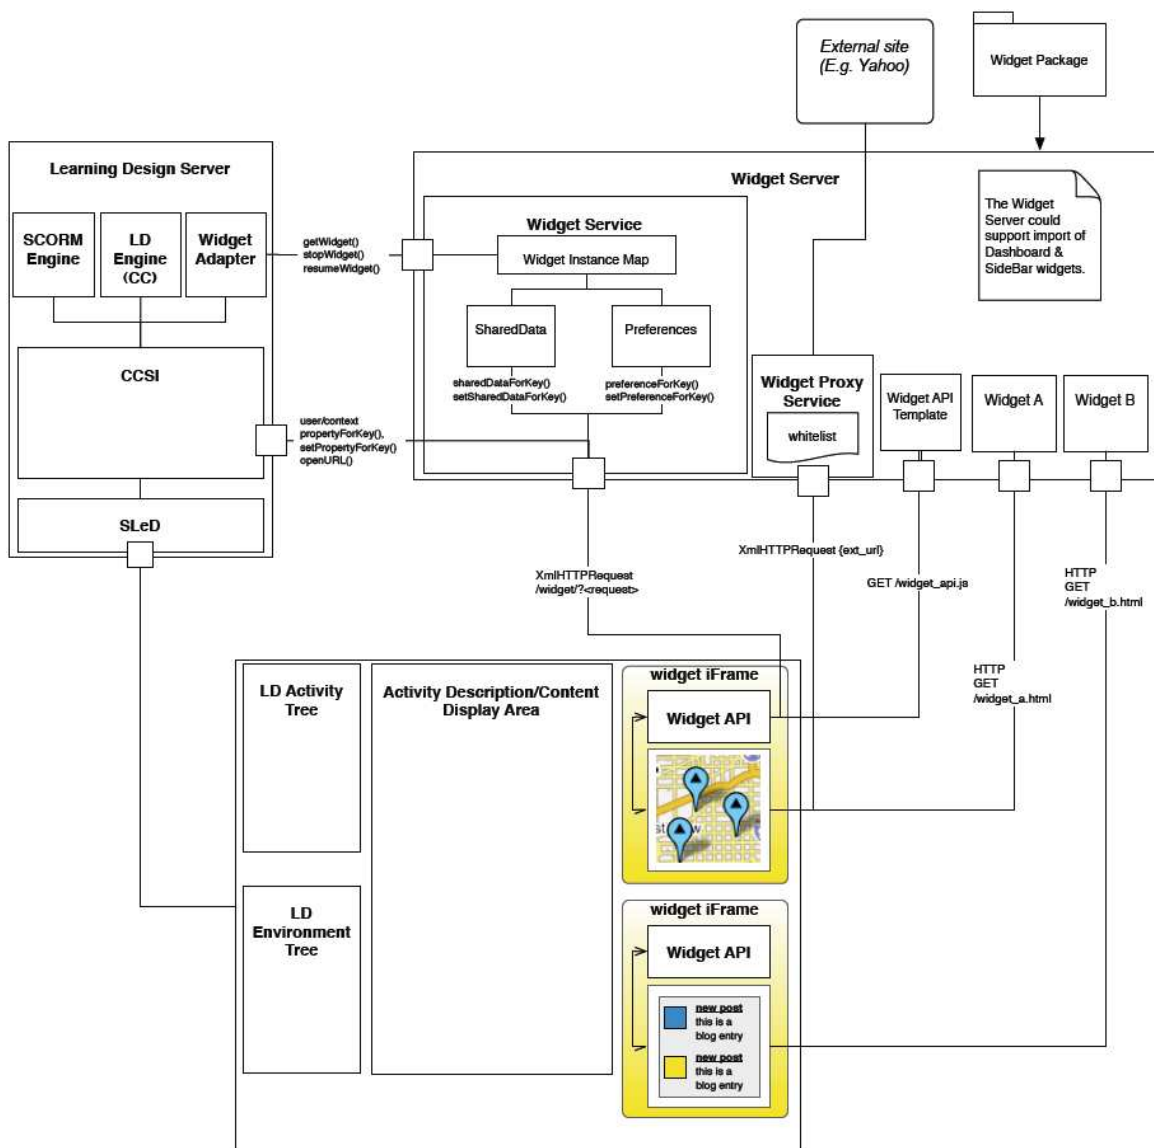 External site
(E.g. Yahoo)
Widget Package
Learning Design Server
SCORM
Engine
LD
Engine
(CC)
Widget
Adapter
CCSI
SLeD
getWidget()
stopWidget()
resumeWidget()
user/context
propertyForKey(),
setPropertyForKey()
openURL()
Widget Server
Widget Service
Widget Instance Map
SharedData
Preferences
sharedDataForKey()
setSharedDataForKey()
preferenceForKey()
setPreferenceForKey()
The Widget
Server could
support import of
Dashboard &
SideBar widgets.
Widget Proxy
Service
whitelist
Widget API
Template
Widget A
Widget B
XmlHTTPRequest
/widget/?<request>
XmlHTTPRequest {ext_url}
GET /widget_api.js
HTTP
GET
/widget_b.html
HTTP
GET
/widget_a.html
LD Activity
Tree
Activity Description/Content
Display Area
LD
Environment
Tree
widget iFrame
Widget API
widget iFrame
Widget API
new post
this is a
blog entry
new post
this is a
blog entry